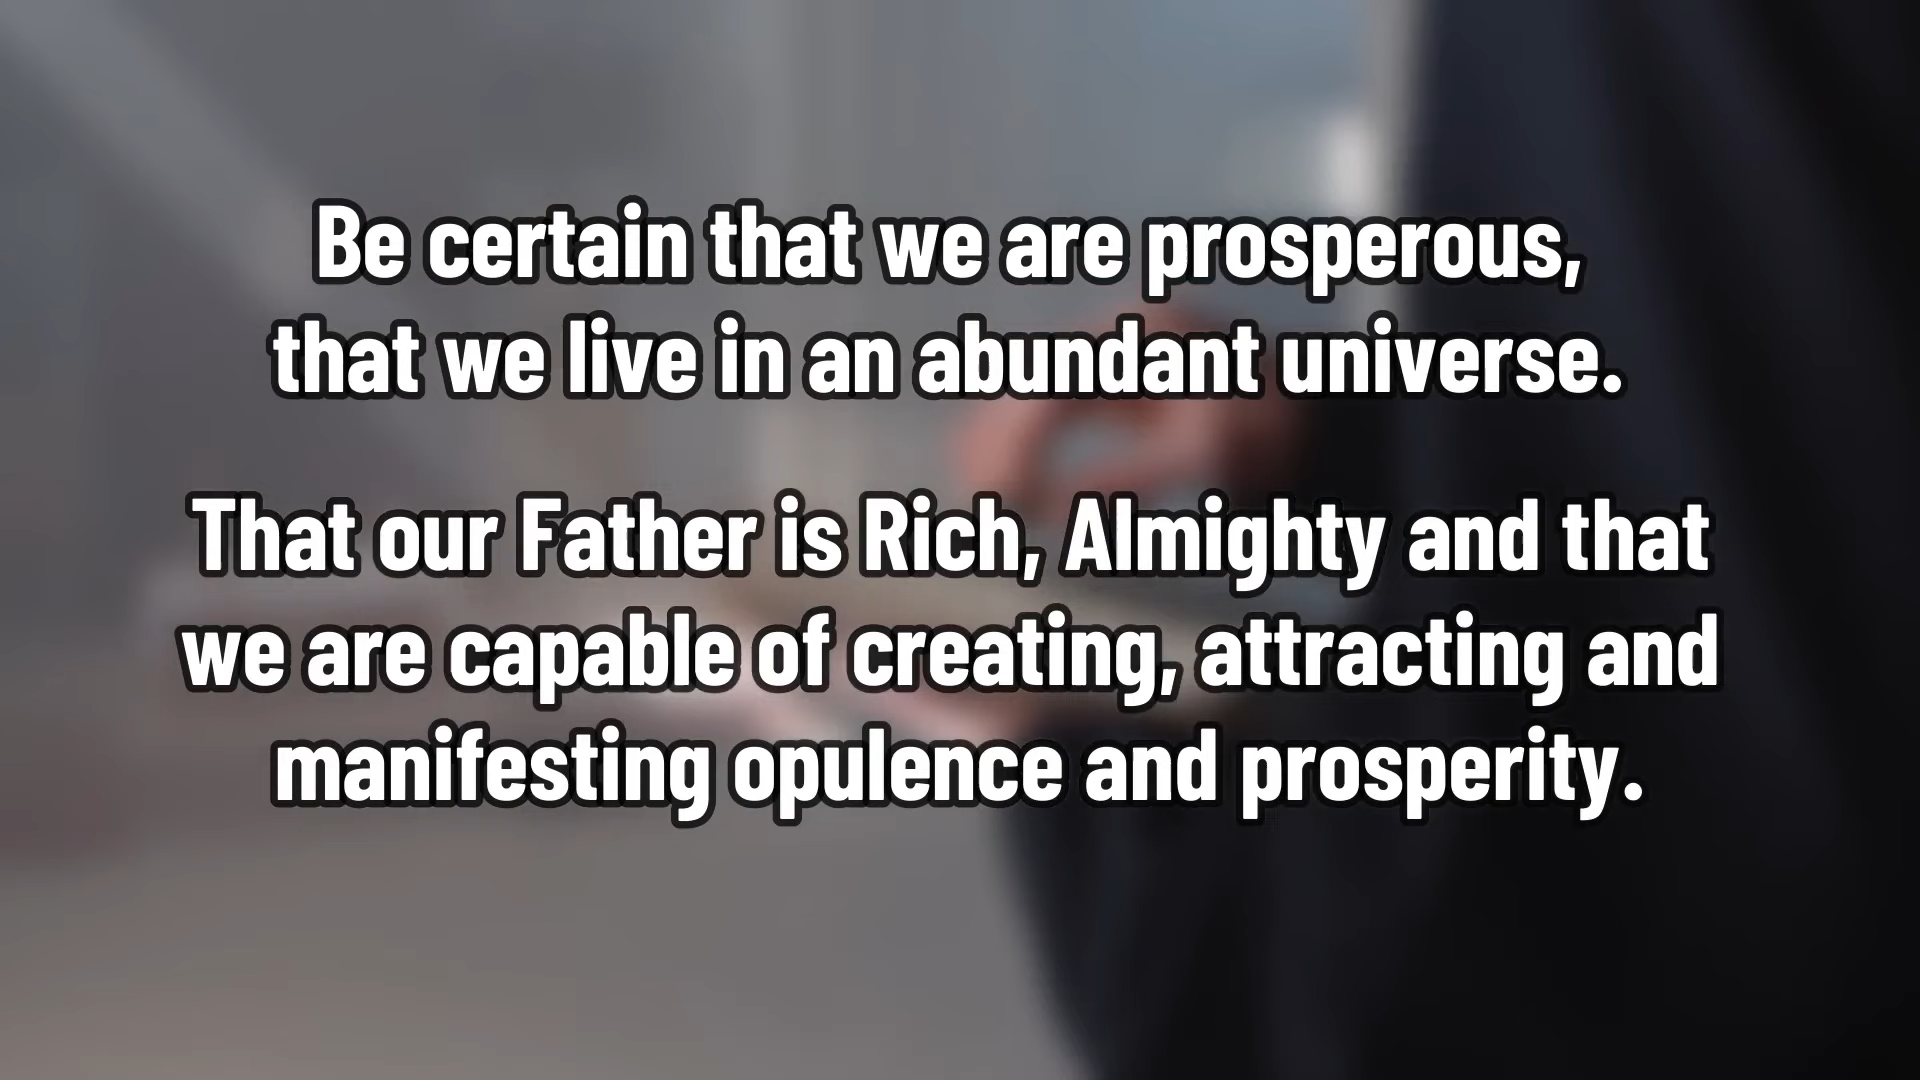 Be certain that we are prosperous,
that we live in an abundant universe.
That our Father is Rich, Almighty and that
we are capable of creating, attracting and
manifesting opulence and prosperity.